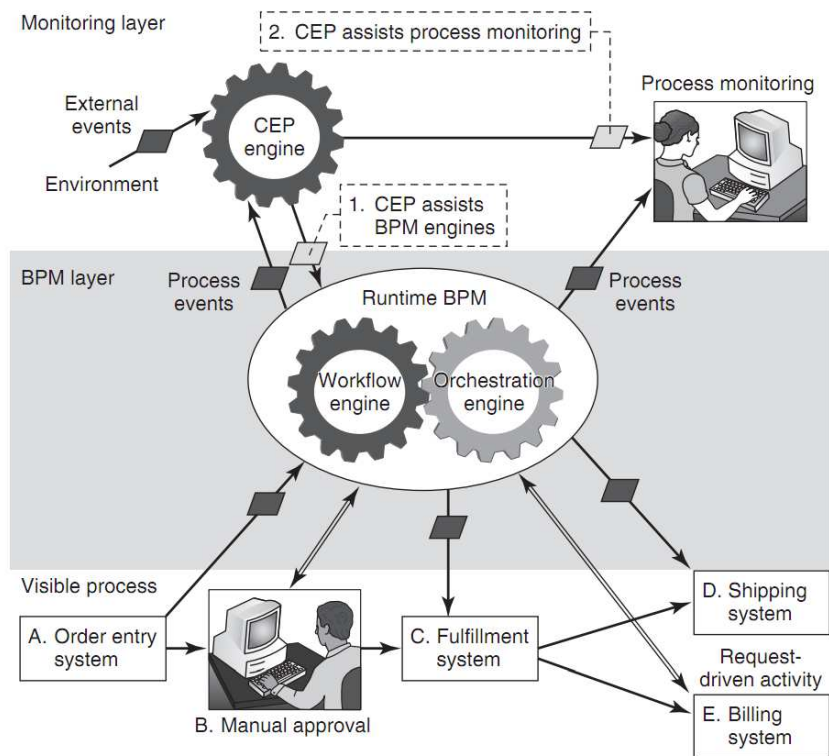 Monitoring layer
2. CEP assists process monitoring
Process monitoring
External
events
CEP
engine
Environment
1. CEP assists
BPM engines
BPM layer
Process
events
Runtime BPM
Process
events
Workflow
engine
Orchestration
engine
Visible process
A. Order entry
system
B. Manual approval
C. Fulfillment
system
D. Shipping
system
Request-
driven activity
E. Billing
system